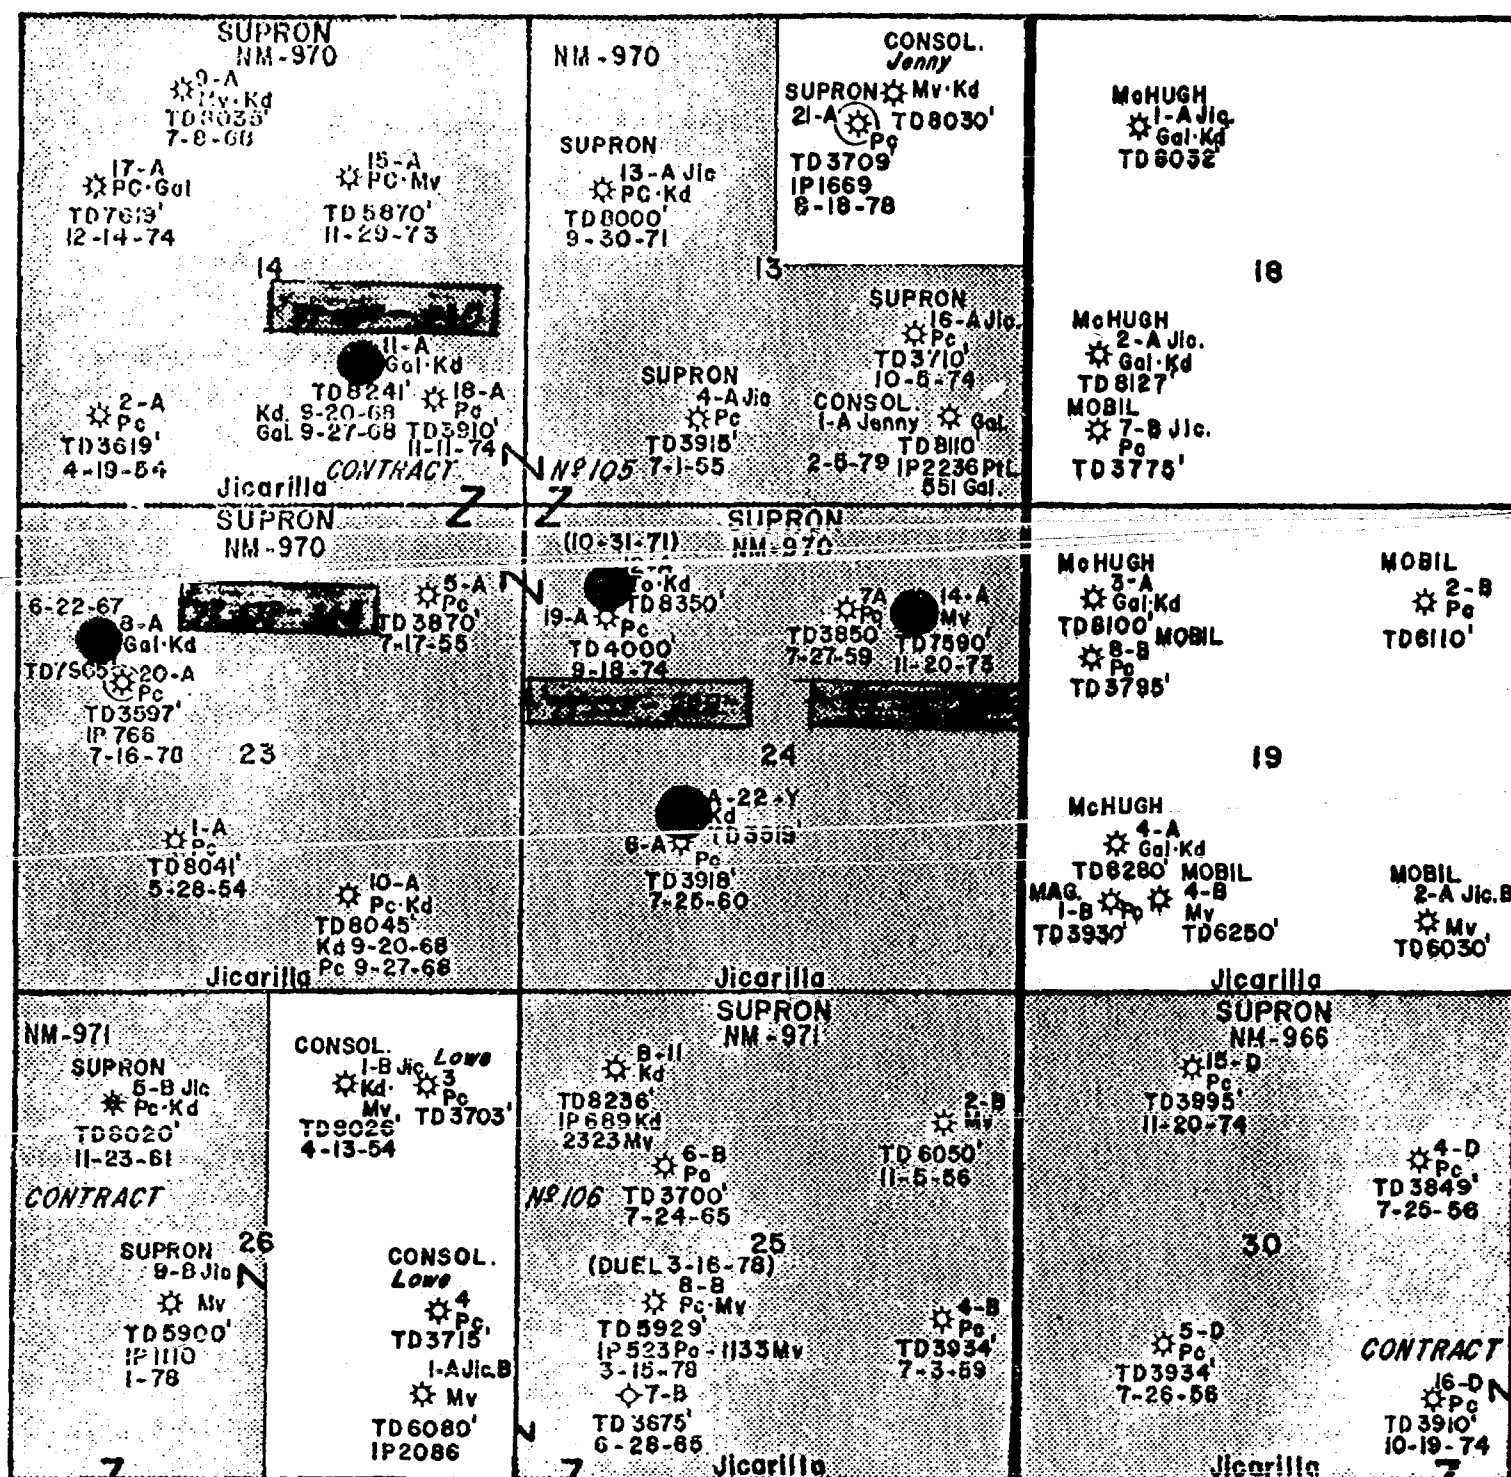 SUPRON
NM-970
9-A
Mv·Kd
TD8035'
7-8-68
17-A
PC·Gal
TD7619'
12-14-74
15-A
PC·Mv
TD5870'
11-29-73
14
11-A
Gal·Kd
TD8241'
Kd. 9-20-68
Gal. 9-27-68
18-A
Pc
TD3910'
11-11-74
2-A
Pc
TD3619'
4-19-54
CONTRACT
Jicarilla
NM-970
SUPRON
13-A Jic
PC·Kd
TD8000'
9-30-71
CONSOL.
Jenny
SUPRON
Mv·Kd
21-A
TD8030'
Pc
TD3709'
IP1669
8-18-78
13
SUPRON
16-A Jic.
Pc
TD3710'
10-5-74
SUPRON
4-A Jic
Pc
TD3915'
7-1-55
CONSOL.
1-A Jenny
Gal.
TD8110'
2-5-79 IP2236 Pt.L.
551 Gal.
Nº 105
McHUGH
1-A Jic.
Gal·Kd
TD8032'
18
McHUGH
2-A Jic.
Gal·Kd
TD8127'
MOBIL
7-B Jic.
Pc
TD3775'
SUPRON
NM-970
6-22-67
8-A
Gal·Kd
20-A
Pc
TD3597'
IP 766
7-16-78
5-A
Pc
TD3870'
7-17-55
23
1-A
Pc
TD8041'
5-28-54
10-A
Pc·Kd
TD8045'
Kd 9-20-68
Pc 9-27-68
Jicarilla
SUPRON
NM-970
(10-31-71)
To·Kd
TD8350'
19-A
Pc
TD4000'
9-18-74
7A
Pc
TD3850'
7-27-59
14-A
Mv
TD7590'
11-20-73
24
A-22-Y
Kd
6-A
Pc
TD3918'
7-25-60
Jicarilla
McHUGH
3-A
Gal·Kd
TD8100'
MOBIL
8-B
Pc
TD3795'
MOBIL
2-B
Pc
TD6110'
19
McHUGH
4-A
Gal·Kd
TD8280'
MAG.
1-B
Pc
TD3930'
MOBIL
4-B
Mv
TD6250'
MOBIL
2-A Jic.B
Mv
TD6030'
Jicarilla
NM-971
SUPRON
5-B Jic
Pc·Kd
TD8020'
11-23-61
CONTRACT
SUPRON
9-B Jic
Mv
TD5900'
IP1110
1-78
26
CONSOL.
1-B Jic
Kd·
Mv
TD8026'
4-13-54
Lowe
3
Pc
TD3703'
CONSOL.
Lowe
4
Pc
TD3715'
1-A Jic.B
Mv
TD6080'
IP2086
SUPRON
NM-971
B-11
Kd
TD8236'
IP689Kd
2323Mv
2-B
Mv
TD6050'
11-5-56
6-B
Pc
Nº 106
TD3700'
7-24-65
25
(DUEL 3-16-78)
8-B
Pc·Mv
TD5929'
IP523Pc-1133Mv
3-15-78
7-B
TD3675'
6-28-65
4-B
Pc
TD3934'
7-3-59
Jicarilla
SUPRON
NM-966
15-D
Pc
TD3995'
11-20-74
4-D
Pc
TD3849'
7-25-56
30
5-D
Pc
TD3934'
7-26-56
CONTRACT
16-D
Pc
TD3910'
10-19-74
Jicarilla